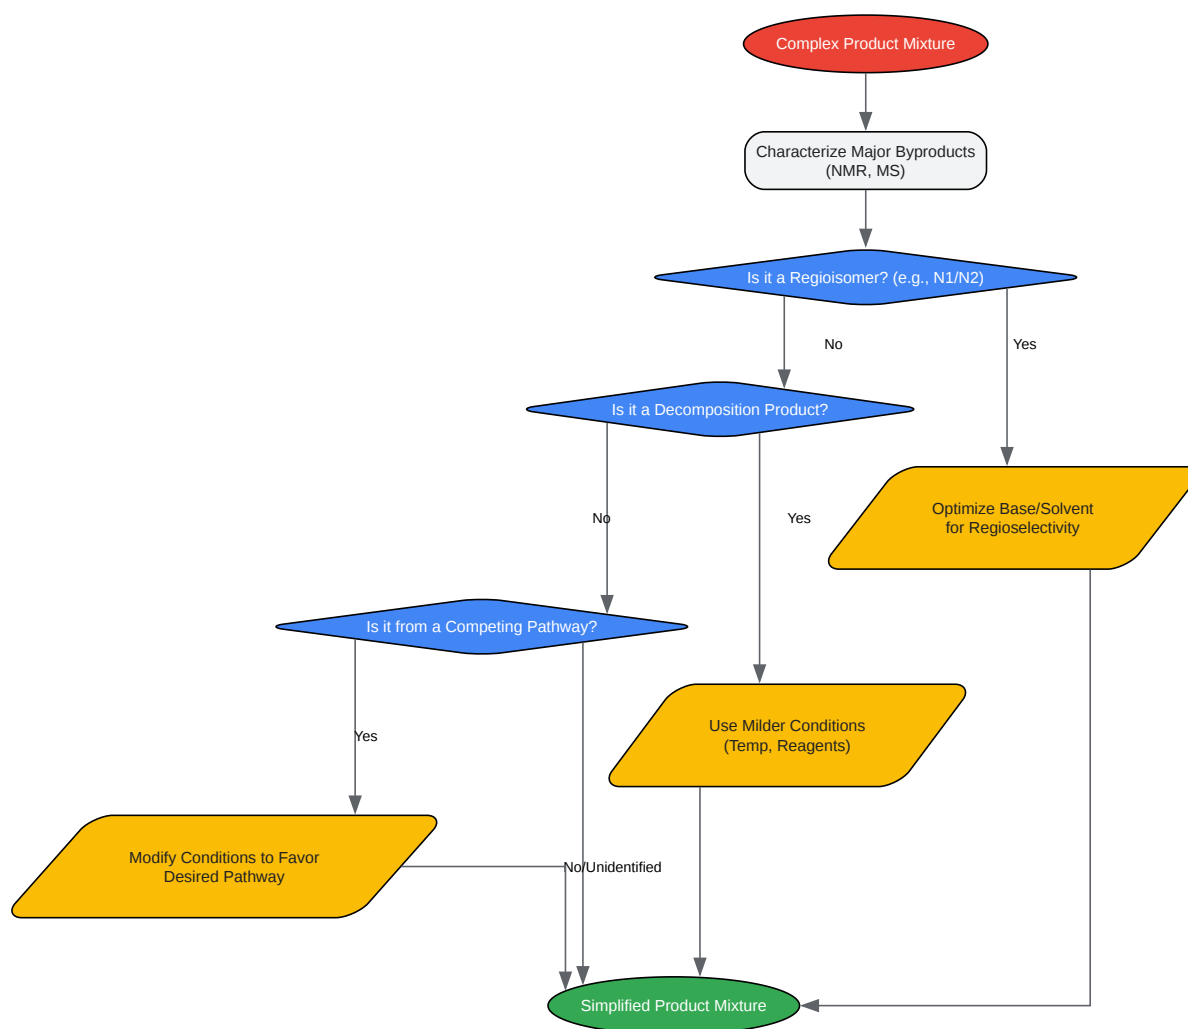 Complex Product Mixture
Characterize Major Byproducts
(NMR, MS)
Is it a Regioisomer? (e.g., N1/N2)
No
Yes
Is it a Decomposition Product?
No
Yes
Optimize Base/Solvent
for Regioselectivity
Is it from a Competing Pathway?
Yes
Use Milder Conditions
(Temp, Reagents)
Modify Conditions to Favor
Desired Pathway
No/Unidentified
Simplified Product Mixture